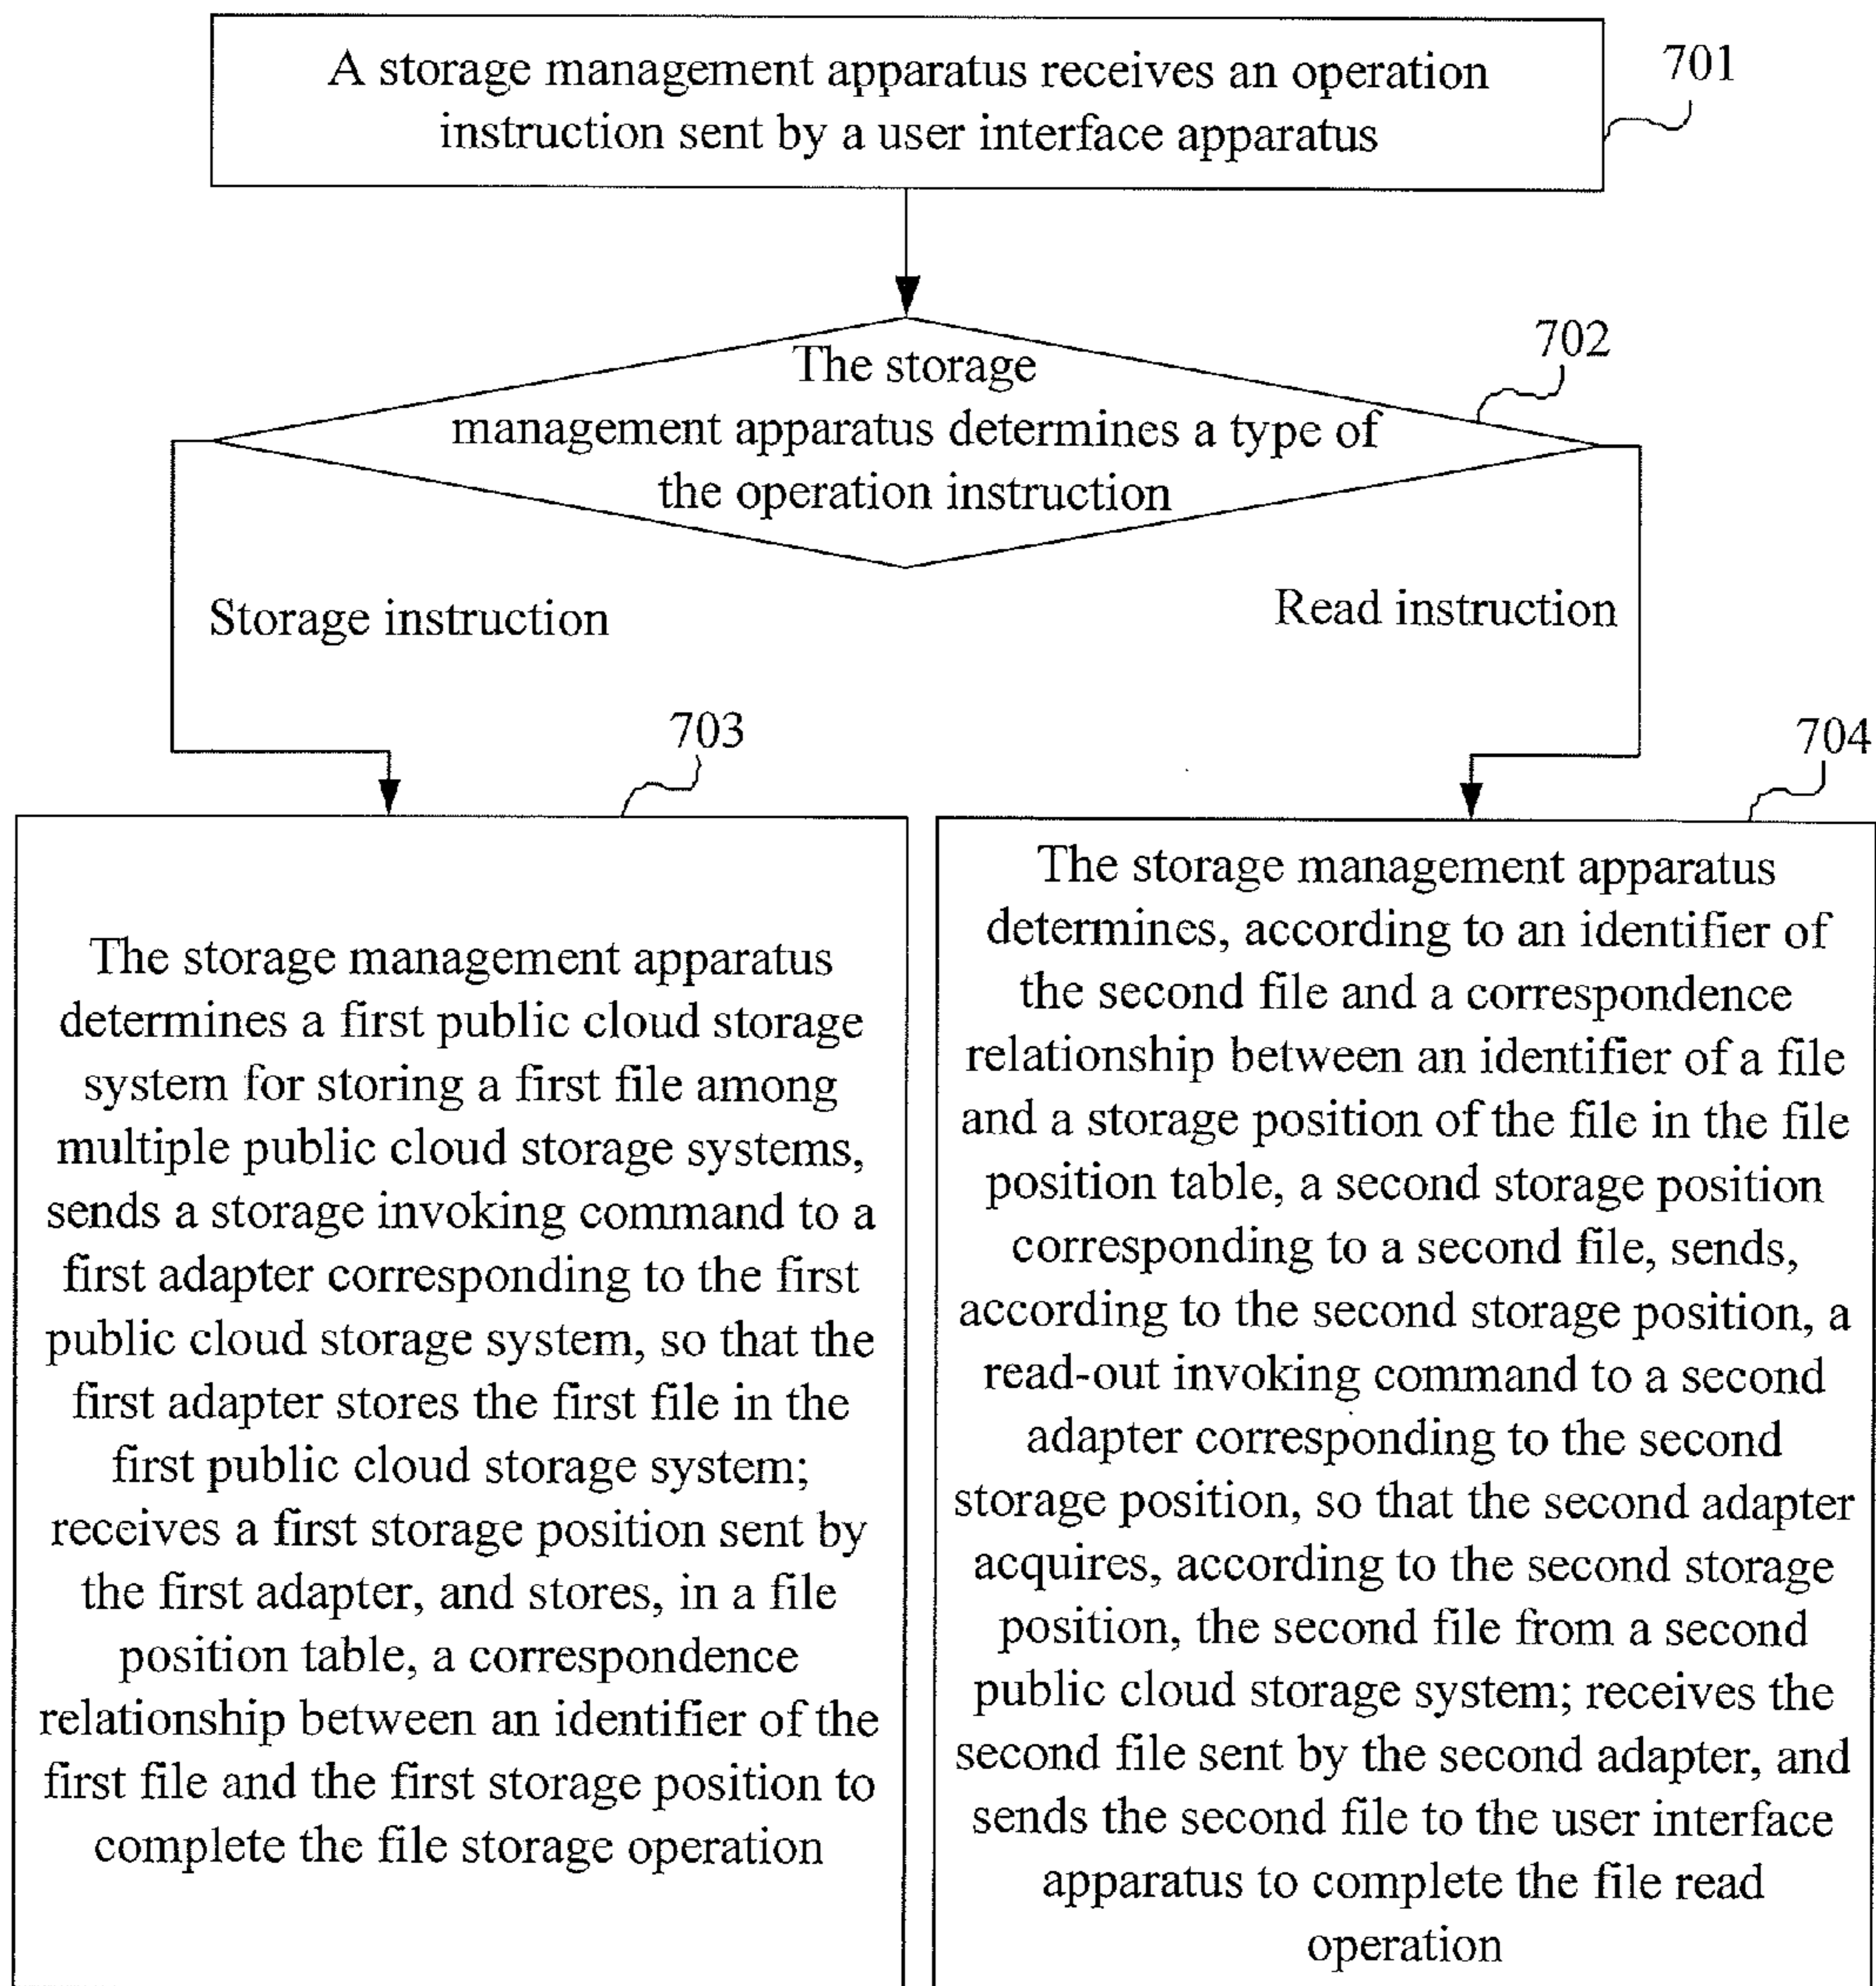 A storage management apparatus receives an operation
instruction sent by a user interface apparatus
701
The storage
management apparatus determines a type of
the operation instruction
702
Storage instruction
Read instruction
703
The storage management apparatus
determines a first public cloud storage
system for storing a first file among
multiple public cloud storage systems,
sends a storage invoking command to a
first adapter corresponding to the first
public cloud storage system, so that the
first adapter stores the first file in the
first public cloud storage system;
receives a first storage position sent by
the first adapter, and stores, in a file
position table, a correspondence
relationship between an identifier of the
first file and the first storage position to
complete the file storage operation
704
The storage management apparatus
determines, according to an identifier of
the second file and a correspondence
relationship between an identifier of a file
and a storage position of the file in the file
position table, a second storage position
corresponding to a second file, sends,
according to the second storage position, a
read-out invoking command to a second
adapter corresponding to the second
storage position, so that the second adapter
acquires, according to the second storage
position, the second file from a second
public cloud storage system; receives the
second file sent by the second adapter, and
sends the second file to the user interface
apparatus to complete the file read
operation